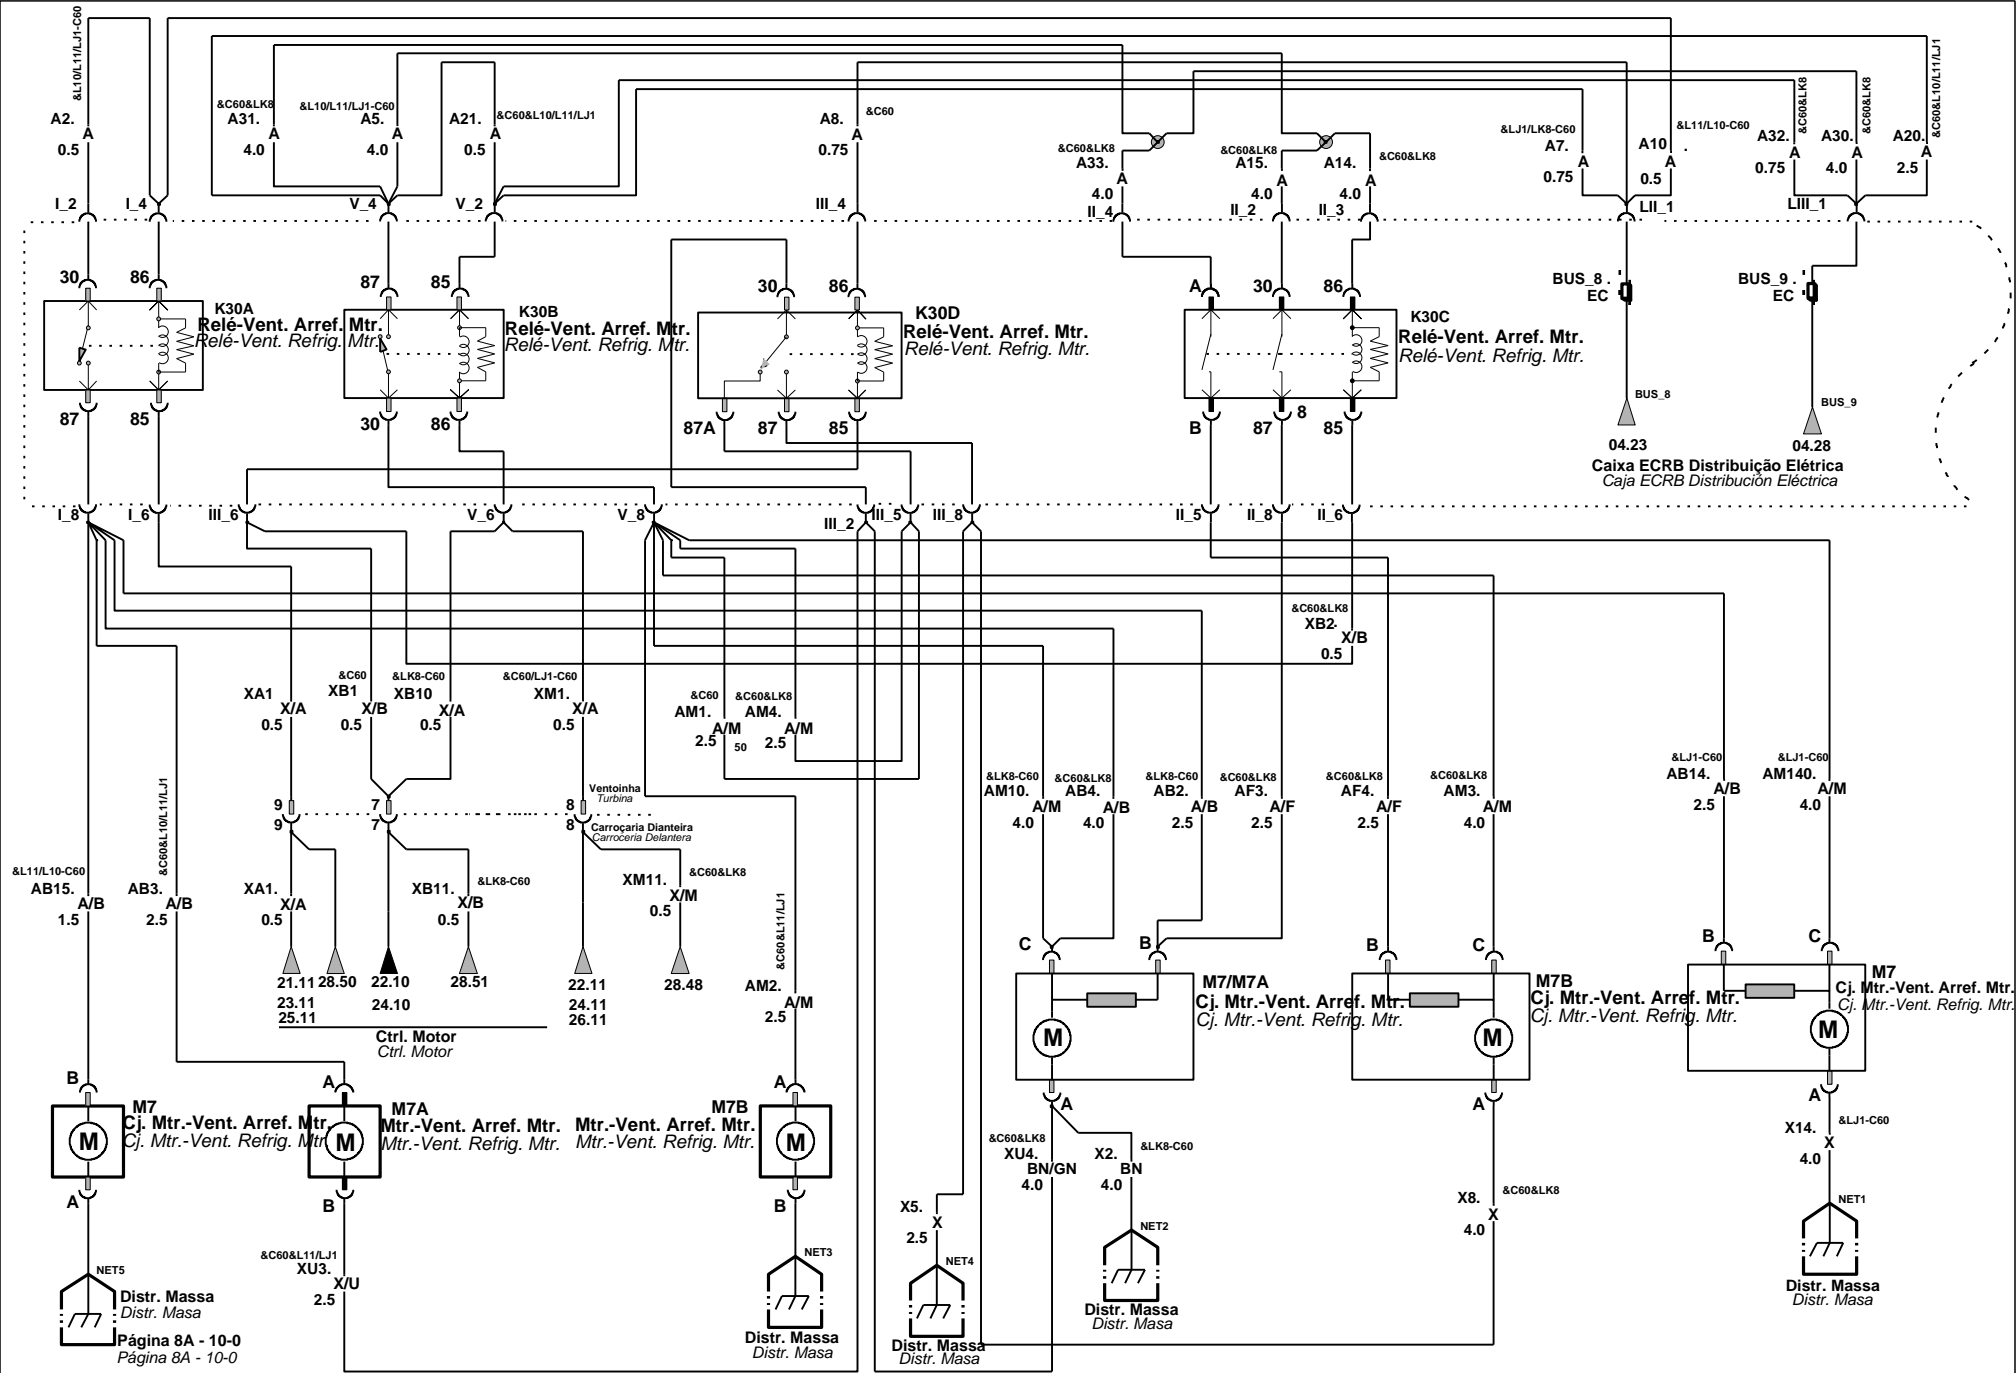 &L10/L11/LJ1-C60
A2.
A
0.5
&C60&LK8
A31.
A
4.0
&L10/L11/LJ1-C60
A5.
A
4.0
A21.
A
0.5
&C60&L10/L11/LJ1
A8.
A
0.75
&C60
&C60&LK8
A33.
A
4.0
&C60&LK8
A15.
A
4.0
A14.
A
4.0
&C60&LK8
&LJ1/LK8-C60
A7.
A
0.75
A10
.
A
0.5
&L11/L10-C60
A32.
A
0.75
&C60&LK8
A30.
A
4.0
&C60&LK8
A20.
A
2.5
&C60&L10/L11/LJ1
I_2
I_4
V_4
V_2
III_4
II_4
II_2
II_3
LII_1
LIII_1
30
86
87
85
30
86
A
30
86
K30A
Relé-Vent. Arref. Mtr.
Relé-Vent. Refrig. Mtr.
K30B
Relé-Vent. Arref. Mtr.
Relé-Vent. Refrig. Mtr.
K30D
Relé-Vent. Arref. Mtr.
Relé-Vent. Refrig. Mtr.
K30C
Relé-Vent. Arref. Mtr.
Relé-Vent. Refrig. Mtr.
BUS_8 .
EC
BUS_9 .
EC
BUS_8
BUS_9
87
85
30
86
87A
87
85
B
87
8
85
04.23
04.28
Caixa ECRB Distribuição Elétrica
Caja ECRB Distribución Eléctrica
I_8
I_6
III_6
V_6
V_8
III_2
III_5
III_8
II_5
II_8
II_6
&C60&LK8
XB2.
X/B
0.5
XA1
X/A
0.5
&C60
XB1
X/B
0.5
&LK8-C60
XB10
X/A
0.5
&C60/LJ1-C60
XM1.
X/A
0.5
&C60
AM1.
A/M
2.5
50
&C60&LK8
AM4.
A/M
2.5
&LK8-C60
AM10.
A/M
4.0
&C60&LK8
AB4.
A/B
4.0
&LK8-C60
AB2.
A/B
2.5
&C60&LK8
AF3.
A/F
2.5
&C60&LK8
AF4.
A/F
2.5
&C60&LK8
AM3.
A/M
4.0
&LJ1-C60
AB14.
A/B
2.5
&LJ1-C60
AM140.
A/M
4.0
9
7
8
Ventoinha
Turbina
9
7
8
Carroçaria Dianteira
Carroceria Delantera
&L11/L10-C60
AB15.
A/B
1.5
&C60&L10/L11/LJ1
AB3.
A/B
2.5
XA1.
X/A
0.5
XB11.
X/B
0.5
&LK8-C60
XM11.
X/M
0.5
&C60&LK8
&C60&L11/LJ1
AM2.
A/M
2.5
21.11
28.50
22.10
28.51
22.11
28.48
23.11
24.10
24.11
25.11
26.11
Ctrl. Motor
Ctrl. Motor
C
B
B
C
B
C
M7/M7A
Cj. Mtr.-Vent. Arref. Mtr.
Cj. Mtr.-Vent. Refrig. Mtr.
M
M7B
Cj. Mtr.-Vent. Arref. Mtr.
Cj. Mtr.-Vent. Refrig. Mtr.
M
M7
Cj. Mtr.-Vent. Arref. Mtr.
Cj. Mtr.-Vent. Refrig. Mtr.
M
B
A
A
A
A
A
M7
Cj. Mtr.-Vent. Arref. Mtr.
Cj. Mtr.-Vent. Refrig. Mtr.
M
M7A
Mtr.-Vent. Arref. Mtr.
Mtr.-Vent. Refrig. Mtr.
M
M7B
Mtr.-Vent. Arref. Mtr.
Mtr.-Vent. Refrig. Mtr.
M
A
B
B
&C60&LK8
XU4.
BN/GN
4.0
X2.
BN
4.0
&LK8-C60
X14.
X
4.0
&LJ1-C60
X8.
X
4.0
&C60&LK8
X5.
X
2.5
&C60&L11/LJ1
XU3.
X/U
2.5
NET5
Distr. Massa
Distr. Masa
Página 8A - 10-0
Página 8A - 10-0
NET3
Distr. Massa
Distr. Masa
NET4
Distr. Massa
Distr. Masa
NET2
Distr. Massa
Distr. Masa
NET1
Distr. Massa
Distr. Masa